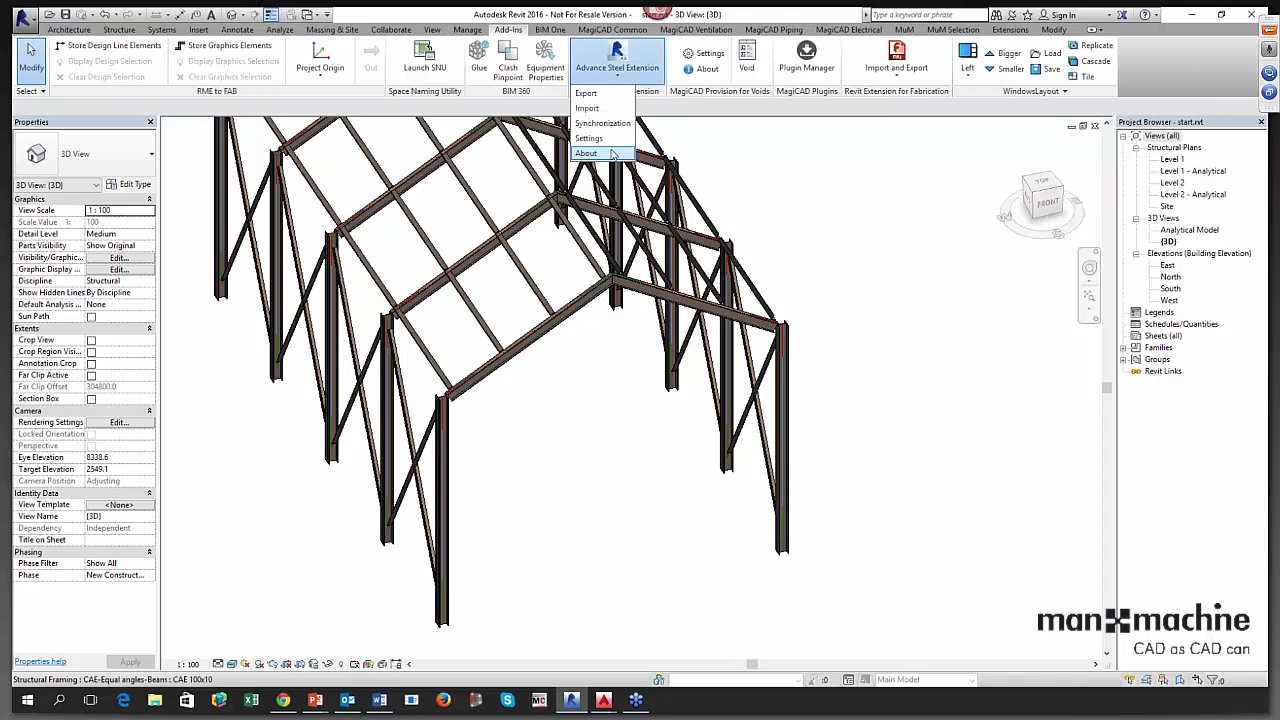 Autodesk Revit 2016 - Not For Resale Version - start.rvt - 3D View: {3D}
Type a keyword or phrase
Sign In
Architecture Structure Systems Insert Annotate Analyze Massing & Site Collaborate View Manage Add-Ins BIM One MagiCAD Common MagiCAD Ventilation MagiCAD Piping MagiCAD Electrical MuM MuM Selection Extensions Modify
Modify
Store Design Line Elements
Display Design Selection
Clear Design Selection
Store Graphics Elements
Display Graphics Selection
Clear Graphics Selection
Project Origin
Out
Launch SNU
Glue
Clash Pinpoint
Equipment Properties
Advance Steel Extension
Settings
About
Void
Plugin Manager
Import and Export
Left
Bigger
Smaller
Load
Save
Replicate
Cascade
Tile
Select
RME to FAB
Space Naming Utility
BIM 360
MagiCAD Provision for Voids
MagiCAD Plugins
Revit Extension for Fabrication
WindowsLayout
Export
Import
Synchronization
Settings
About
Properties
3D View
3D View: {3D}
Edit Type
Graphics
View Scale 1 : 100
Scale Value 1: 100
Detail Level Medium
Parts Visibility Show Original
Visibility/Graphic... Edit...
Graphic Display ... Edit...
Discipline Structural
Show Hidden Lines By Discipline
Default Analysis ... None
Sun Path
Extents
Crop View
Crop Region Visi...
Annotation Crop
Far Clip Active
Far Clip Offset 304800.0
Section Box
Camera
Rendering Settings Edit...
Locked Orientation
Perspective
Eye Elevation 8338.6
Target Elevation 2549.1
Camera Position Adjusting
Identity Data
View Template <None>
View Name {3D}
Dependency Independent
Title on Sheet
Phasing
Phase Filter Show All
Phase New Construct...
Properties help
Apply
TOP
FRONT
Project Browser - start.rvt
Views (all)
Structural Plans
Level 1
Level 1 - Analytical
Level 2
Level 2 - Analytical
Site
3D Views
Analytical Model
{3D}
Elevations (Building Elevation)
East
North
South
West
Legends
Schedules/Quantities
Sheets (all)
Families
Groups
Revit Links
man machine
CAD as CAD can
1 : 100
Structural Framing : CAE-Equal angles-Beam : CAE 100x10
:0
Main Model
:0